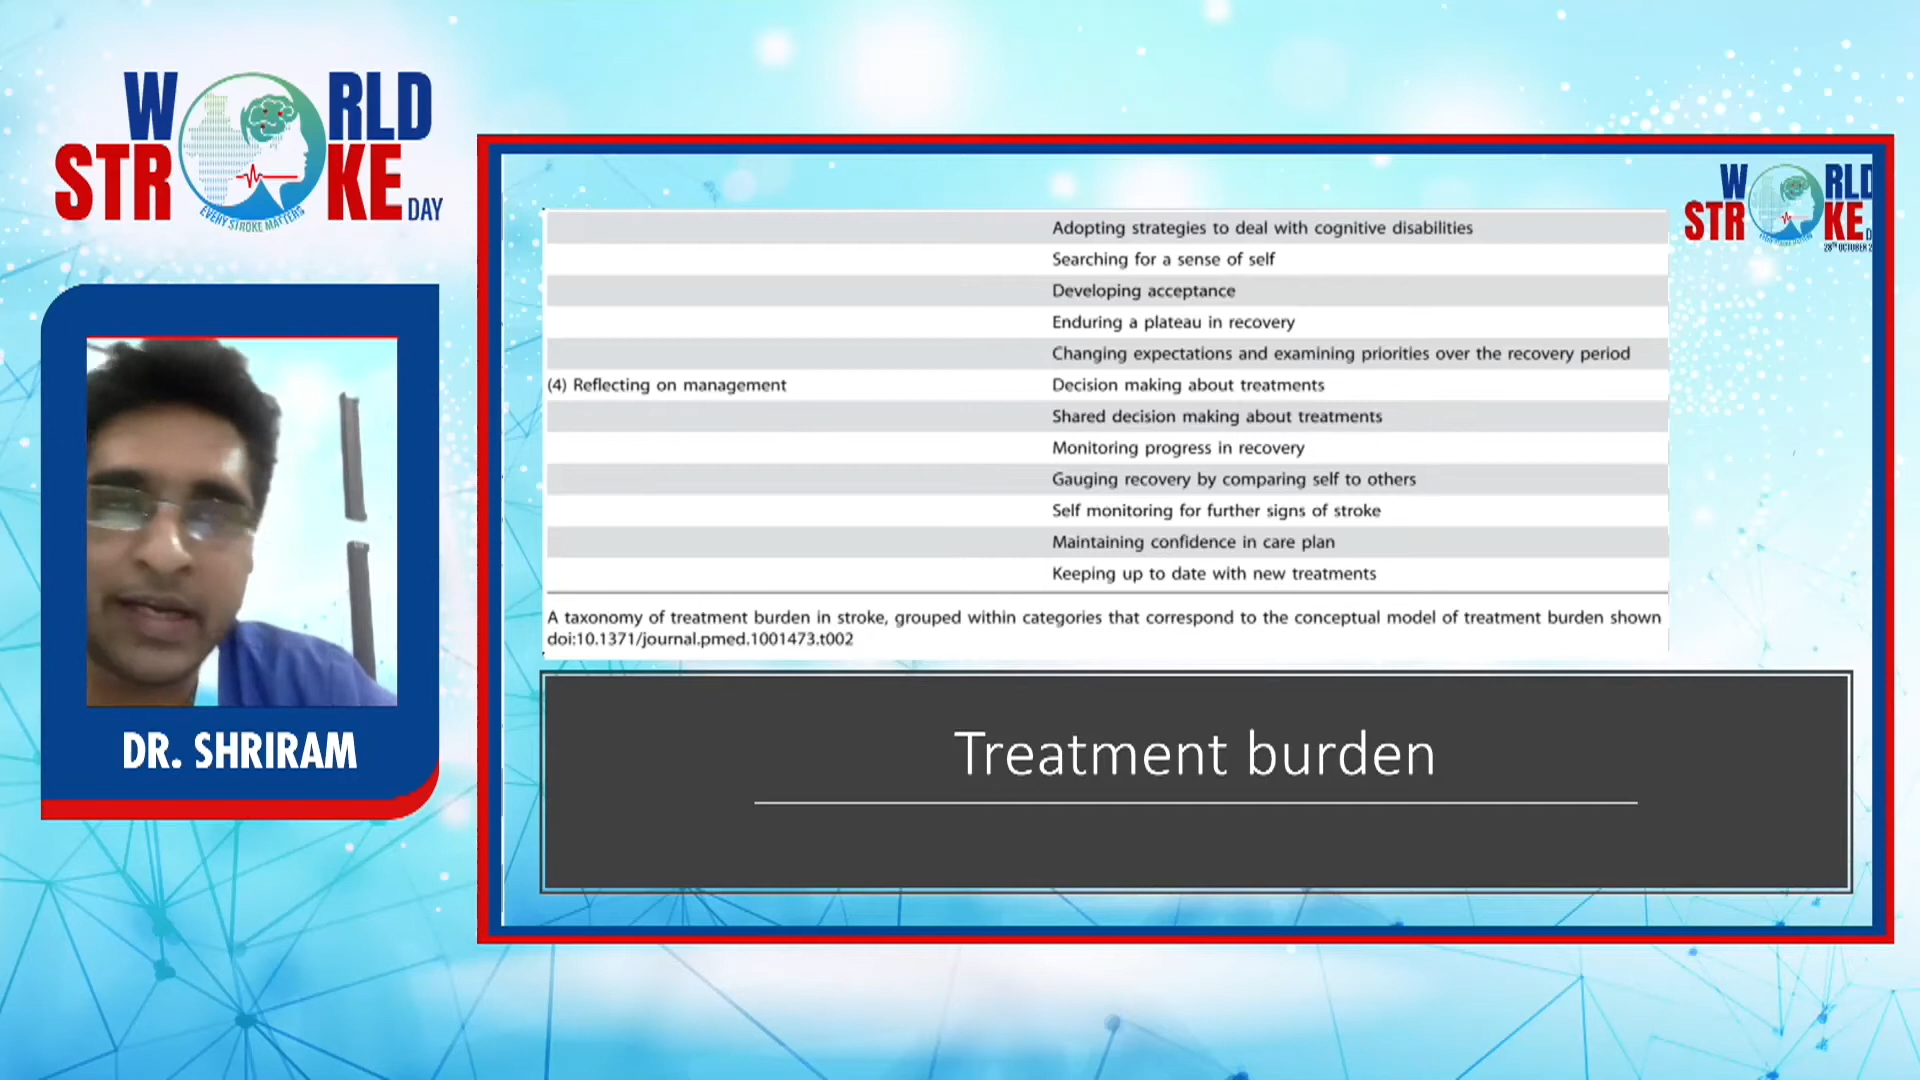 WORLD
STROKE DAY
EVERY STROKE MATTERS
DR. SHRIRAM
W RLD
STR KE
28TH OCTOBER
Adopting strategies to deal with cognitive disabilities
Searching for a sense of self
Developing acceptance
Enduring a plateau in recovery
Changing expectations and examining priorities over the recovery period
(4) Reflecting on management Decision making about treatments
Shared decision making about treatments
Monitoring progress in recovery
Gauging recovery by comparing self to others
Self monitoring for further signs of stroke
Maintaining confidence in care plan
Keeping up to date with new treatments
A taxonomy of treatment burden in stroke, grouped within categories that correspond to the conceptual model of treatment burden shown
doi:10.1371/journal.pmed.1001473.t002
Treatment burden